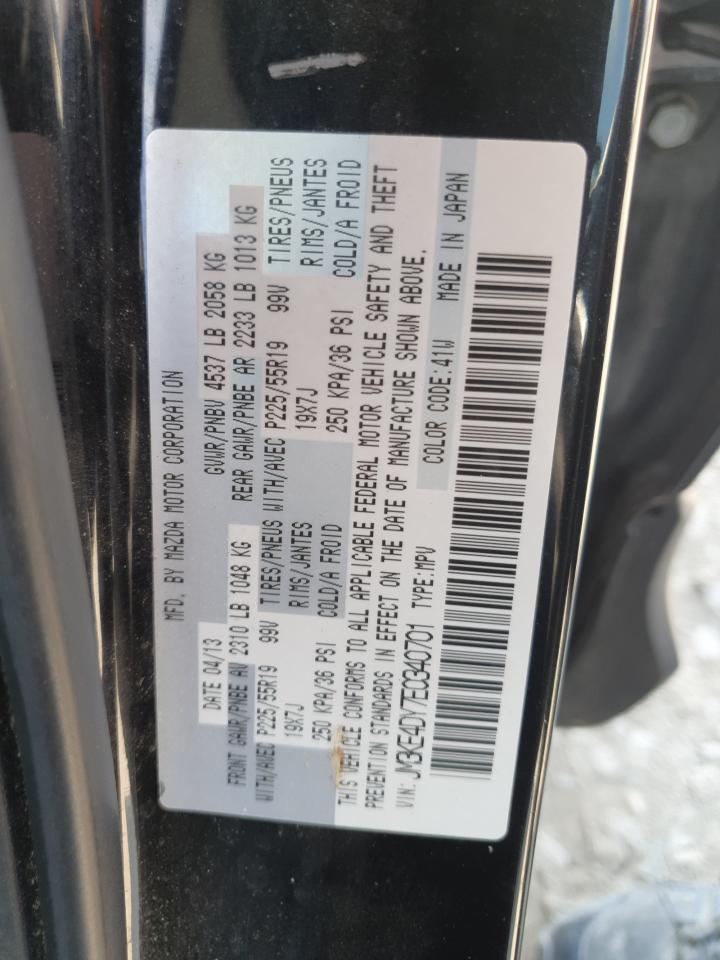 MFD. BY MAZDA MOTOR CORPORATION
DATE 04/13 GVWR/PNBV 4537 LB 2058 KG
FRONT GAWR/PNBE AV 2310 LB 1048 KG REAR GAWR/PNBE AR 2233 LB 1013 KG
WITH/AVEC P225/55R19 99V TIRES/PNEUS WITH/AVEC P225/55R19 99V TIRES/PNEUS
19X7J RIMS/JANTES 19X7J RIMS/JANTES
250 KPA/36 PSI COLD/A FROID 250 KPA/36 PSI COLD/A FROID
THIS VEHICLE CONFORMS TO ALL APPLICABLE FEDERAL MOTOR VEHICLE SAFETY AND THEFT
PREVENTION STANDARDS IN EFFECT ON THE DATE OF MANUFACTURE SHOWN ABOVE.
VIN: JM3KE4DY7E0340701 TYPE:MPV COLOR CODE:41W MADE IN JAPAN